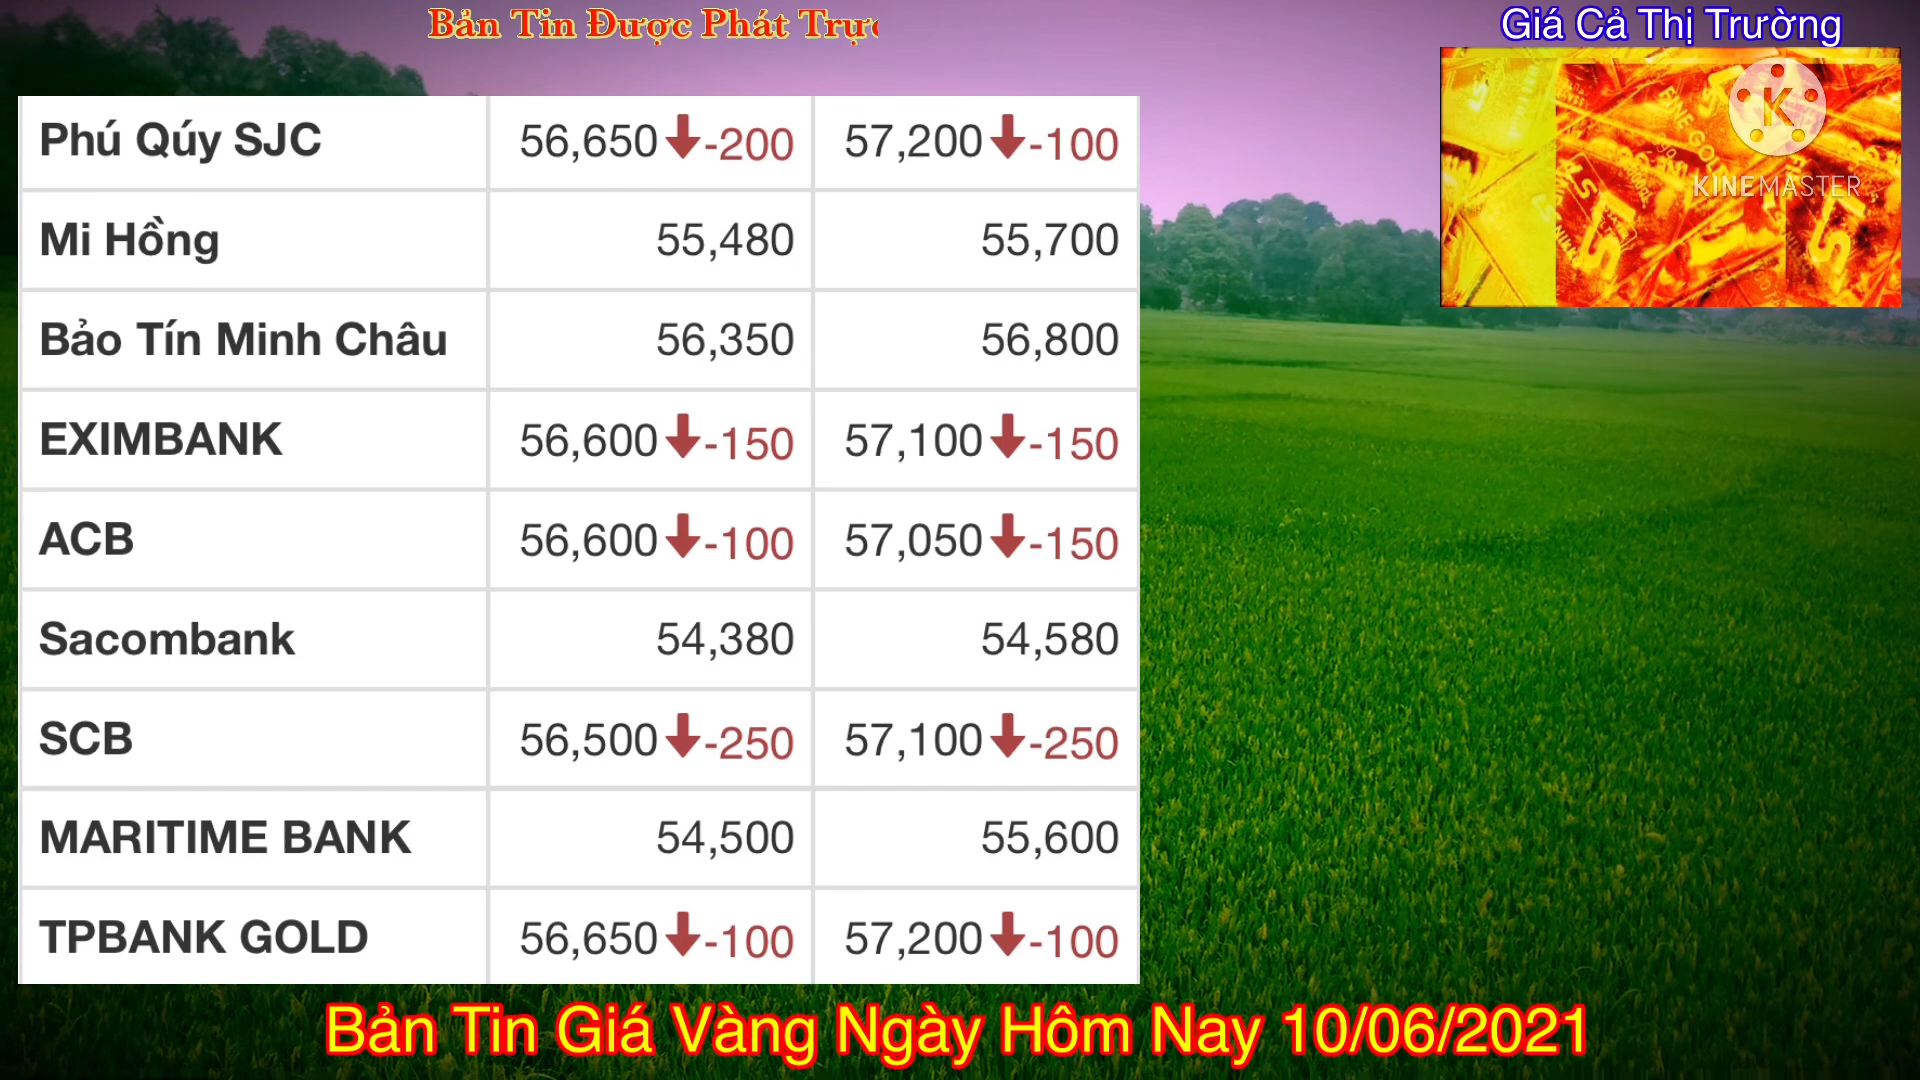 Bản Tin Được Phát
Giá Cả Thị Trường
KINEMASTER
Phú Qúy SJC 56,650 -200 57,200 -100
Mi Hồng 55,480 55,700
Bảo Tín Minh Châu 56,350 56,800
EXIMBANK 56,600 -150 57,100 -150
ACB 56,600 -100 57,050 -150
Sacombank 54,380 54,580
SCB 56,500 -250 57,100 -250
MARITIME BANK 54,500 55,600
TPBANK GOLD 56,650 -100 57,200 -100
Bản Tin Giá Vàng Ngày Hôm Nay 10/06/2021